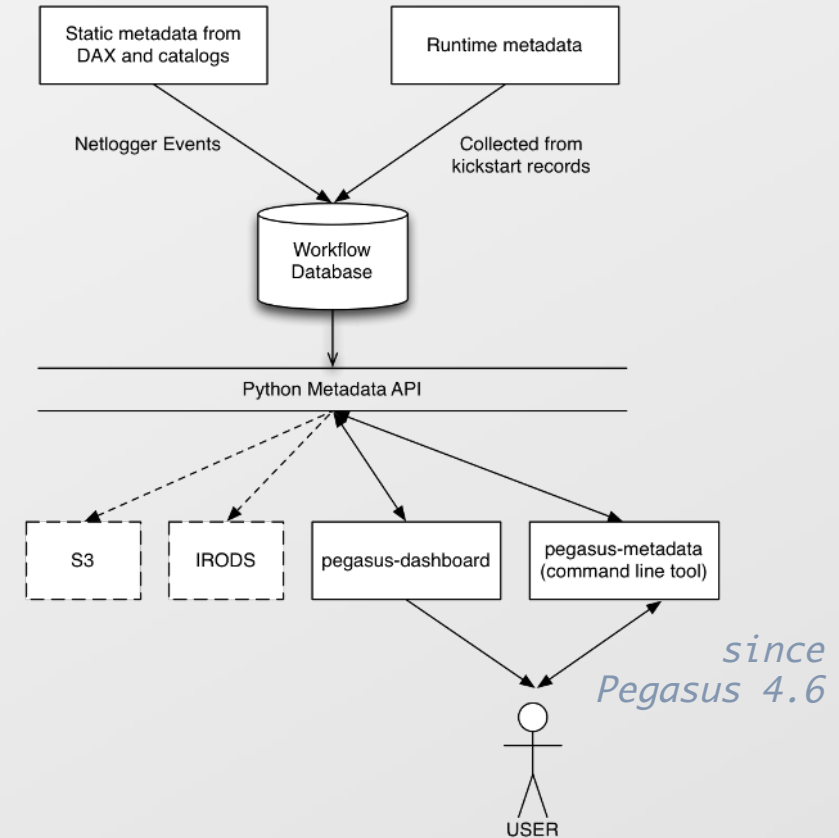 Static metadata from
DAX and catalogs
Runtime metadata
Netlogger Events
Collected from
kickstart records
Workflow
Database
Python Metadata API
S3
IRODS
pegasus-dashboard
pegasus-metadata
(command line tool)
since
Pegasus 4.6
USER